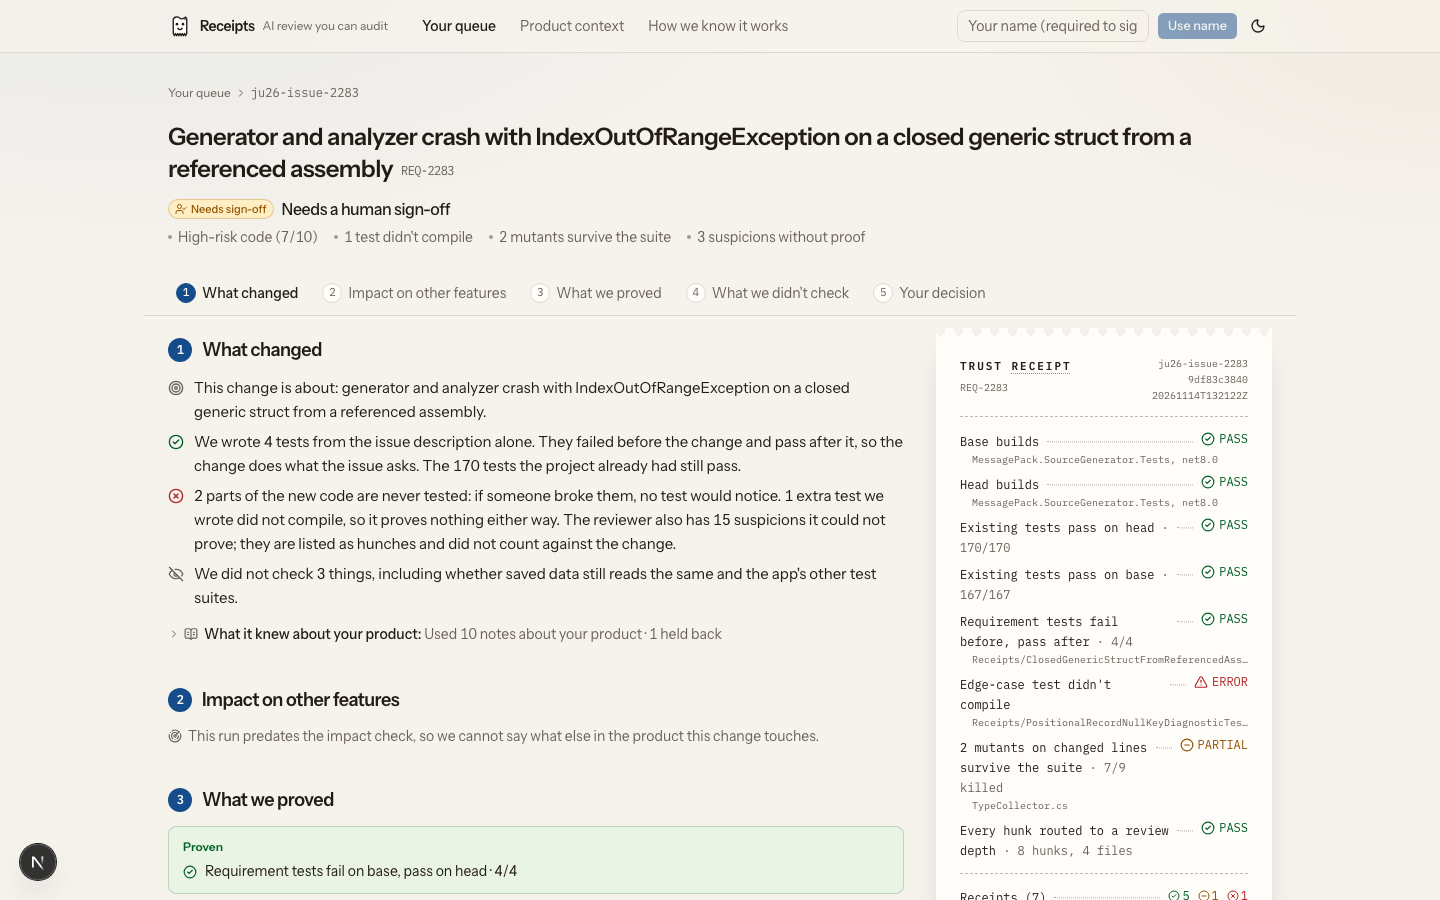 Receipts AI review you can audit Your queue Product context How we know it works Your name (required to sig Use name
Your queue > ju26-issue-2283
Generator and analyzer crash with IndexOutOfRangeException on a closed generic struct from a
referenced assembly REQ-2283
Needs sign-off Needs a human sign-off
• High-risk code (7/10) • 1 test didn't compile • 2 mutants survive the suite • 3 suspicions without proof
1 What changed 2 Impact on other features 3 What we proved 4 What we didn't check 5 Your decision
1 What changed
This change is about: generator and analyzer crash with IndexOutOfRangeException on a closed
generic struct from a referenced assembly.
We wrote 4 tests from the issue description alone. They failed before the change and pass after it, so the
change does what the issue asks. The 170 tests the project already had still pass.
2 parts of the new code are never tested: if someone broke them, no test would notice. 1 extra test we
wrote did not compile, so it proves nothing either way. The reviewer also has 15 suspicions it could not
prove; they are listed as hunches and did not count against the change.
We did not check 3 things, including whether saved data still reads the same and the app's other test
suites.
What it knew about your product: Used 10 notes about your product · 1 held back
2 Impact on other features
This run predates the impact check, so we cannot say what else in the product this change touches.
3 What we proved
Proven
Requirement tests fail on base, pass on head · 4/4
N
TRUST RECEIPT ju26-issue-2283
REQ-2283 9df83c3840
20261114T132122Z
Base builds PASS
MessagePack.SourceGenerator.Tests, net8.0
Head builds PASS
MessagePack.SourceGenerator.Tests, net8.0
Existing tests pass on head · PASS
170/170
Existing tests pass on base · PASS
167/167
Requirement tests fail PASS
before, pass after · 4/4
Receipts/ClosedGenericStructFromReferencedAss…
Edge-case test didn't ERROR
compile
Receipts/PositionalRecordNullKeyDiagnosticTes…
2 mutants on changed lines PARTIAL
survive the suite · 7/9
killed
TypeCollector.cs
Every hunk routed to a review PASS
depth · 8 hunks, 4 files
Receipts (7) 5 1 1